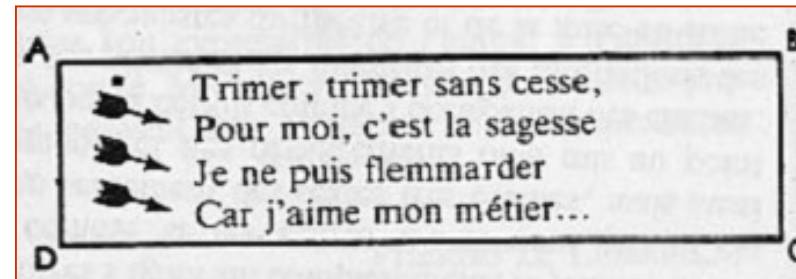 A B
Trimer, trimer sans cesse,
Pour moi, c'est la sagesse
Je ne puis flemmarder
Car j'aime mon métier...
D C